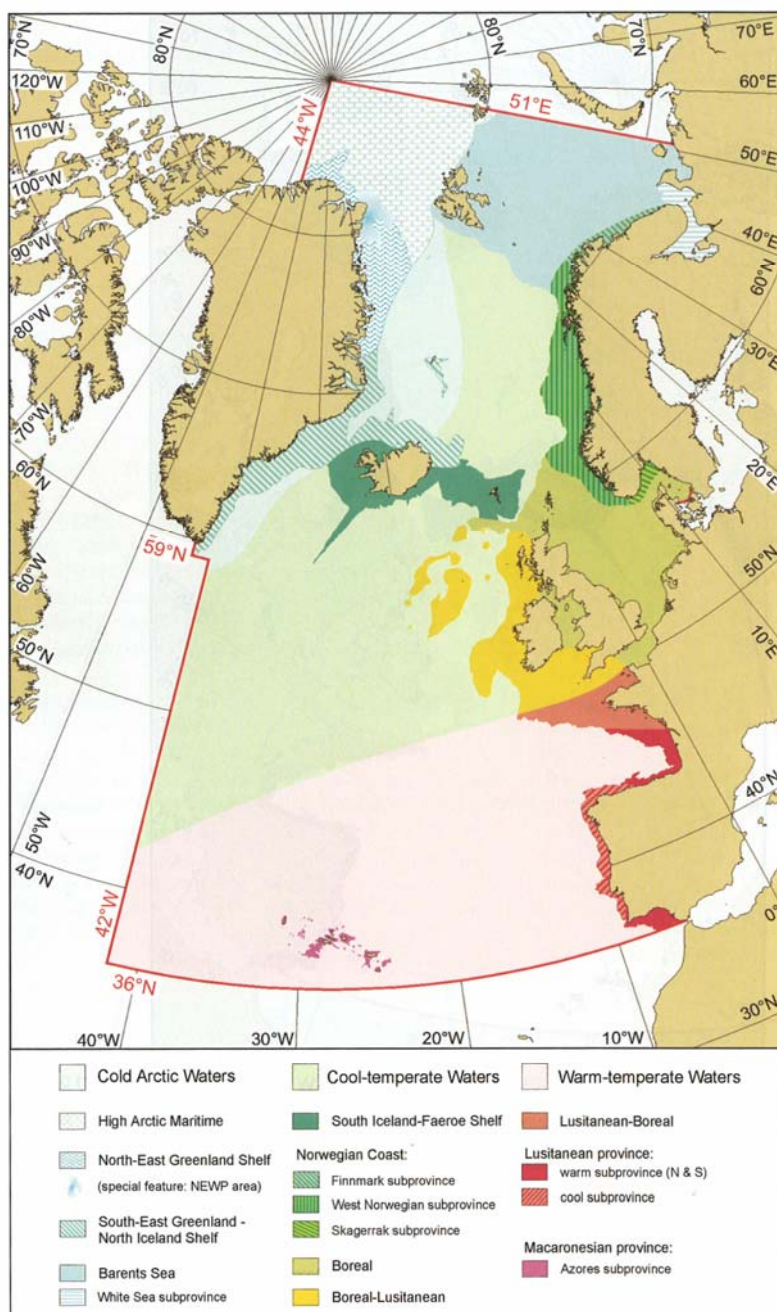 70°N
80°N
80°N
70°N
70°E
60°E
50°E
40°E
60°N
30°E
20°E
50°N
10°E
40°N
0°
30°N
120°W
110°W
100°W
90°W
80°W
70°W
60°N
60°W
50°N
50°W
40°N
44°W
51°E
59°N
42°W
36°N
40°W
30°W
20°W
10°W
Cold Arctic Waters
High Arctic Maritime
North-East Greenland Shelf
(special feature: NEWP area)
South-East Greenland -
North Iceland Shelf
Barents Sea
White Sea subprovince
Cool-temperate Waters
South Iceland-Faeroe Shelf
Norwegian Coast:
Finnmark subprovince
West Norwegian subprovince
Skagerrak subprovince
Boreal
Boreal-Lusitanean
Warm-temperate Waters
Lusitanean-Boreal
Lusitanean province:
warm subprovince (N & S)
cool subprovince
Macaronesian province:
Azores subprovince